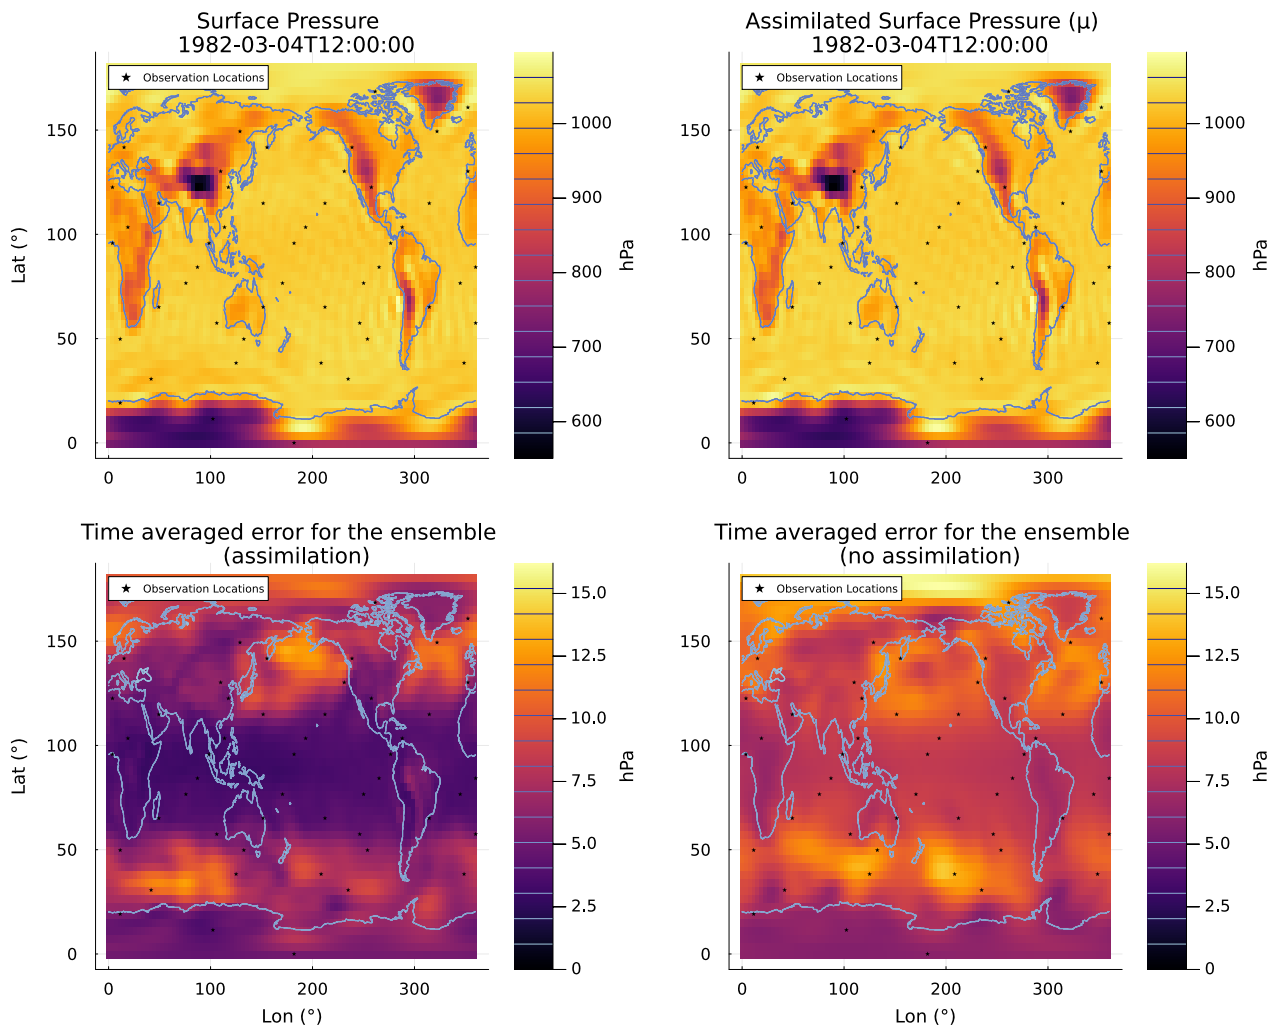 Surface Pressure
1982-03-04T12:00:00
Observation Locations
150
100
50
0
Lat (°)
0
100
200
300
1000
900
800
700
600
hPa
Assimilated Surface Pressure (μ)
1982-03-04T12:00:00
Observation Locations
150
100
50
0
0
100
200
300
1000
900
800
700
600
hPa
Time averaged error for the ensemble
(assimilation)
Observation Locations
150
100
50
0
Lat (°)
0
100
200
300
Lon (°)
15.0
12.5
10.0
7.5
5.0
2.5
0
hPa
Time averaged error for the ensemble
(no assimilation)
Observation Locations
150
100
50
0
0
100
200
300
Lon (°)
15.0
12.5
10.0
7.5
5.0
2.5
0
hPa